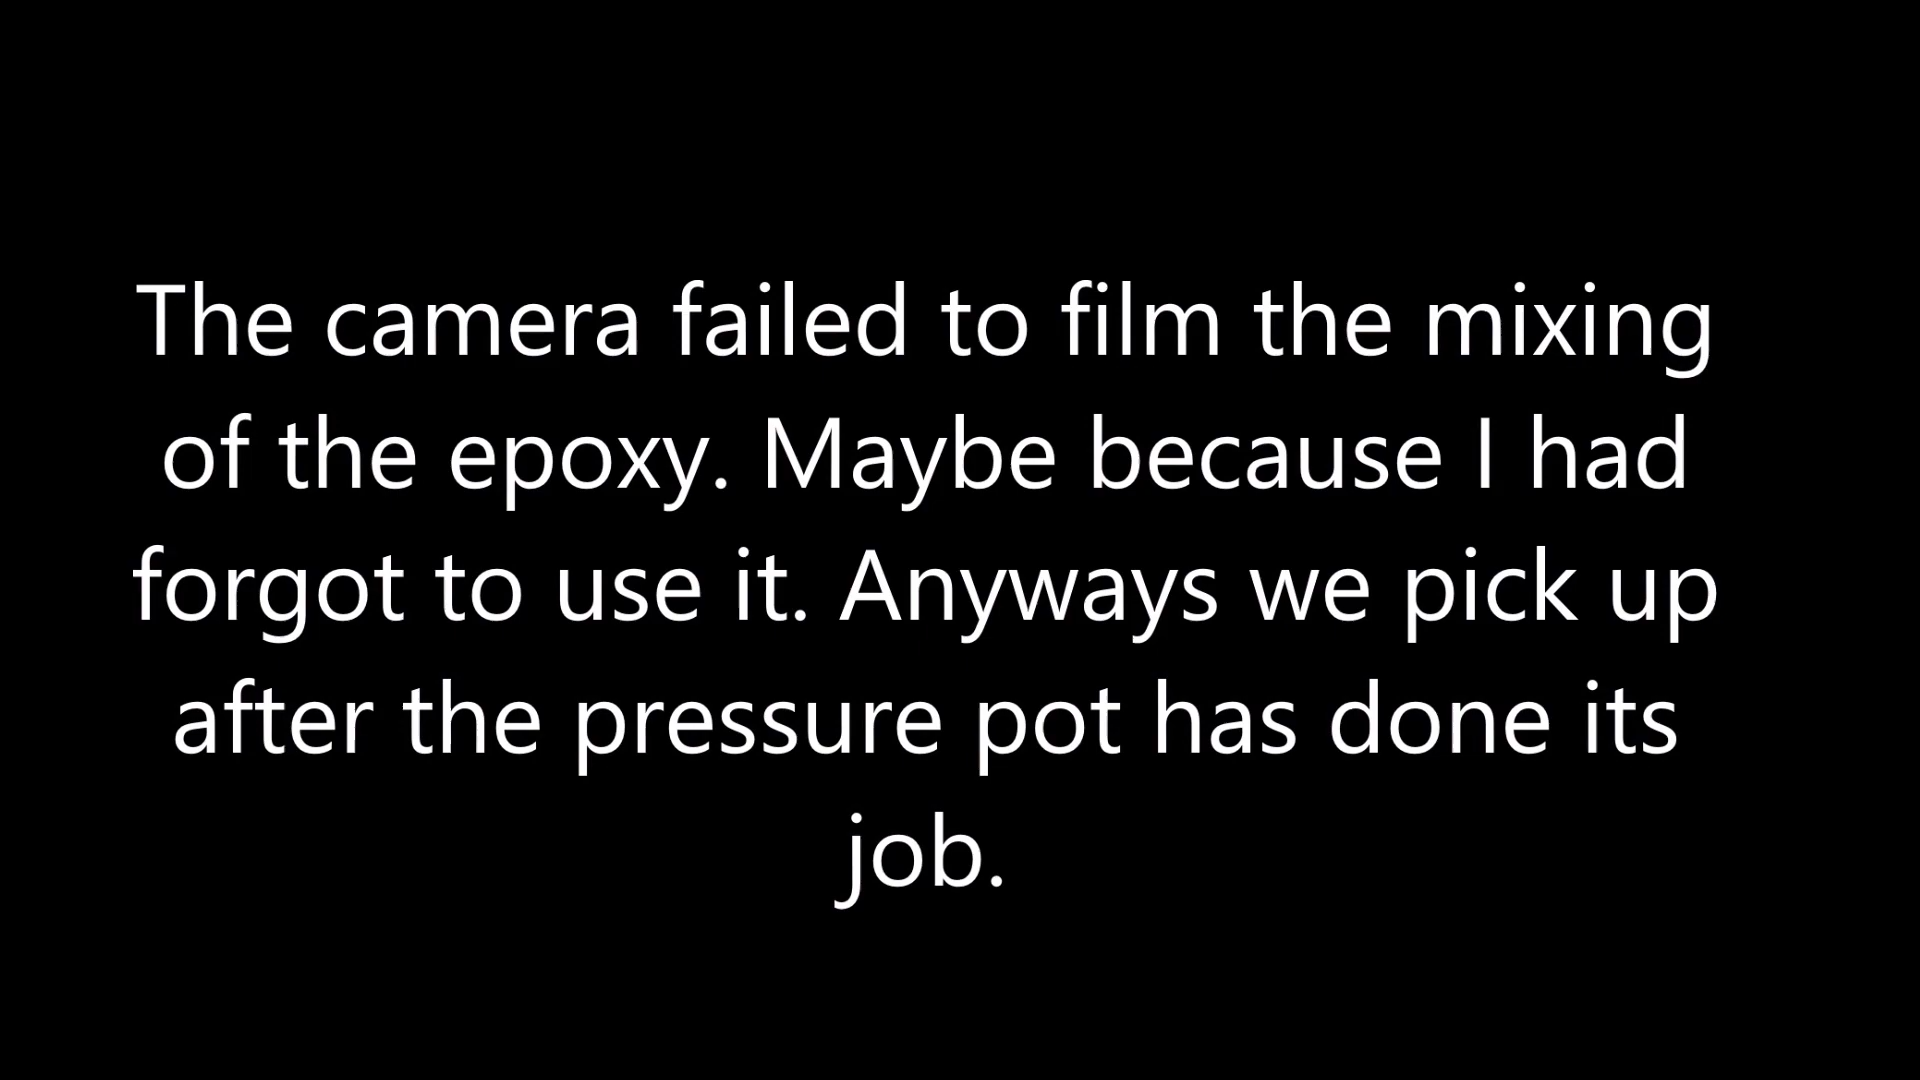 The camera failed to film the mixing
of the epoxy. Maybe because I had
forgot to use it. Anyways we pick up
after the pressure pot has done its
job.